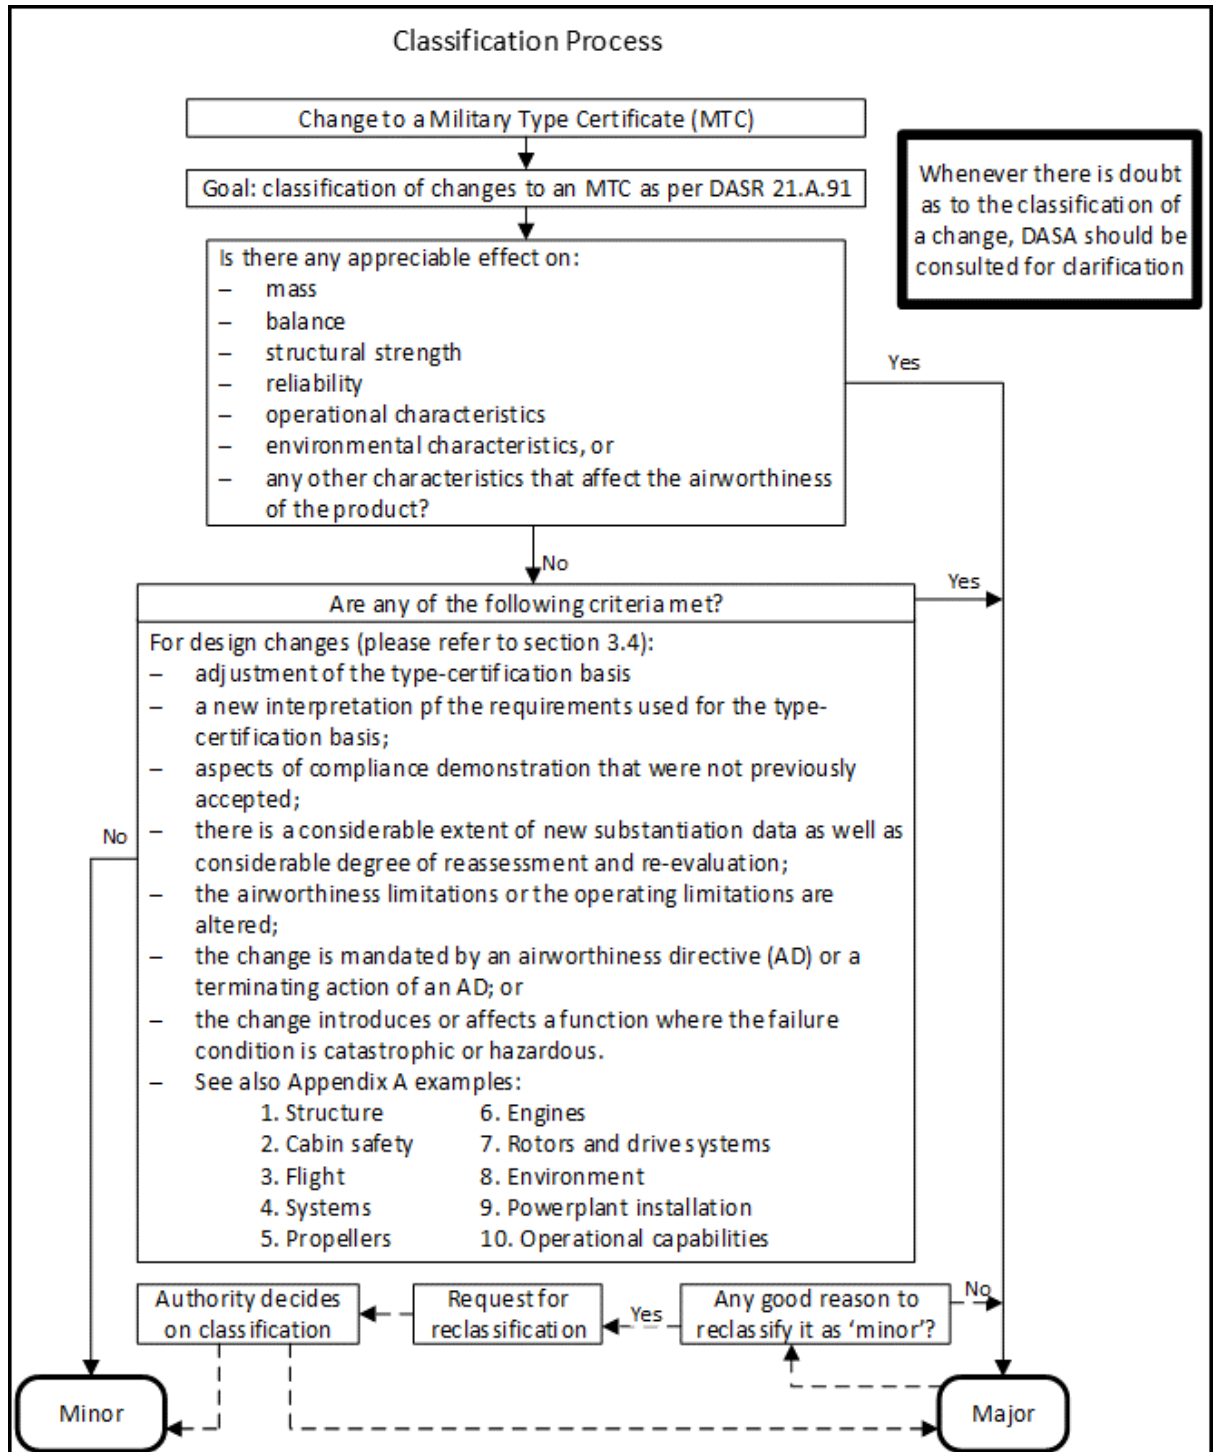 Classification Process
Change to a Military Type Certificate (MTC)
Goal: classification of changes to an MTC as per DASR 21.A.91
Whenever there is doubt
as to the classification of
a change, DASA should be
consulted for clarification
Is there any appreciable effect on:
– mass
– balance
– structural strength
– reliability
– operational characteristics
– environmental characteristics, or
– any other characteristics that affect the airworthiness
of the product?
Yes
No
Yes
Are any of the following criteria met?
For design changes (please refer to section 3.4):
– adjustment of the type-certification basis
– a new interpretation pf the requirements used for the type-
certification basis;
– aspects of compliance demonstration that were not previously
accepted;
– there is a considerable extent of new substantiation data as well as
considerable degree of reassessment and re-evaluation;
– the airworthiness limitations or the operating limitations are
altered;
– the change is mandated by an airworthiness directive (AD) or a
terminating action of an AD; or
– the change introduces or affects a function where the failure
condition is catastrophic or hazardous.
– See also Appendix A examples:
1. Structure
2. Cabin safety
3. Flight
4. Systems
5. Propellers
6. Engines
7. Rotors and drive systems
8. Environment
9. Powerplant installation
10. Operational capabilities
No
Authority decides
on classification
Request for
reclassification
Yes
Any good reason to
reclassify it as ‘minor’?
No
Minor
Major